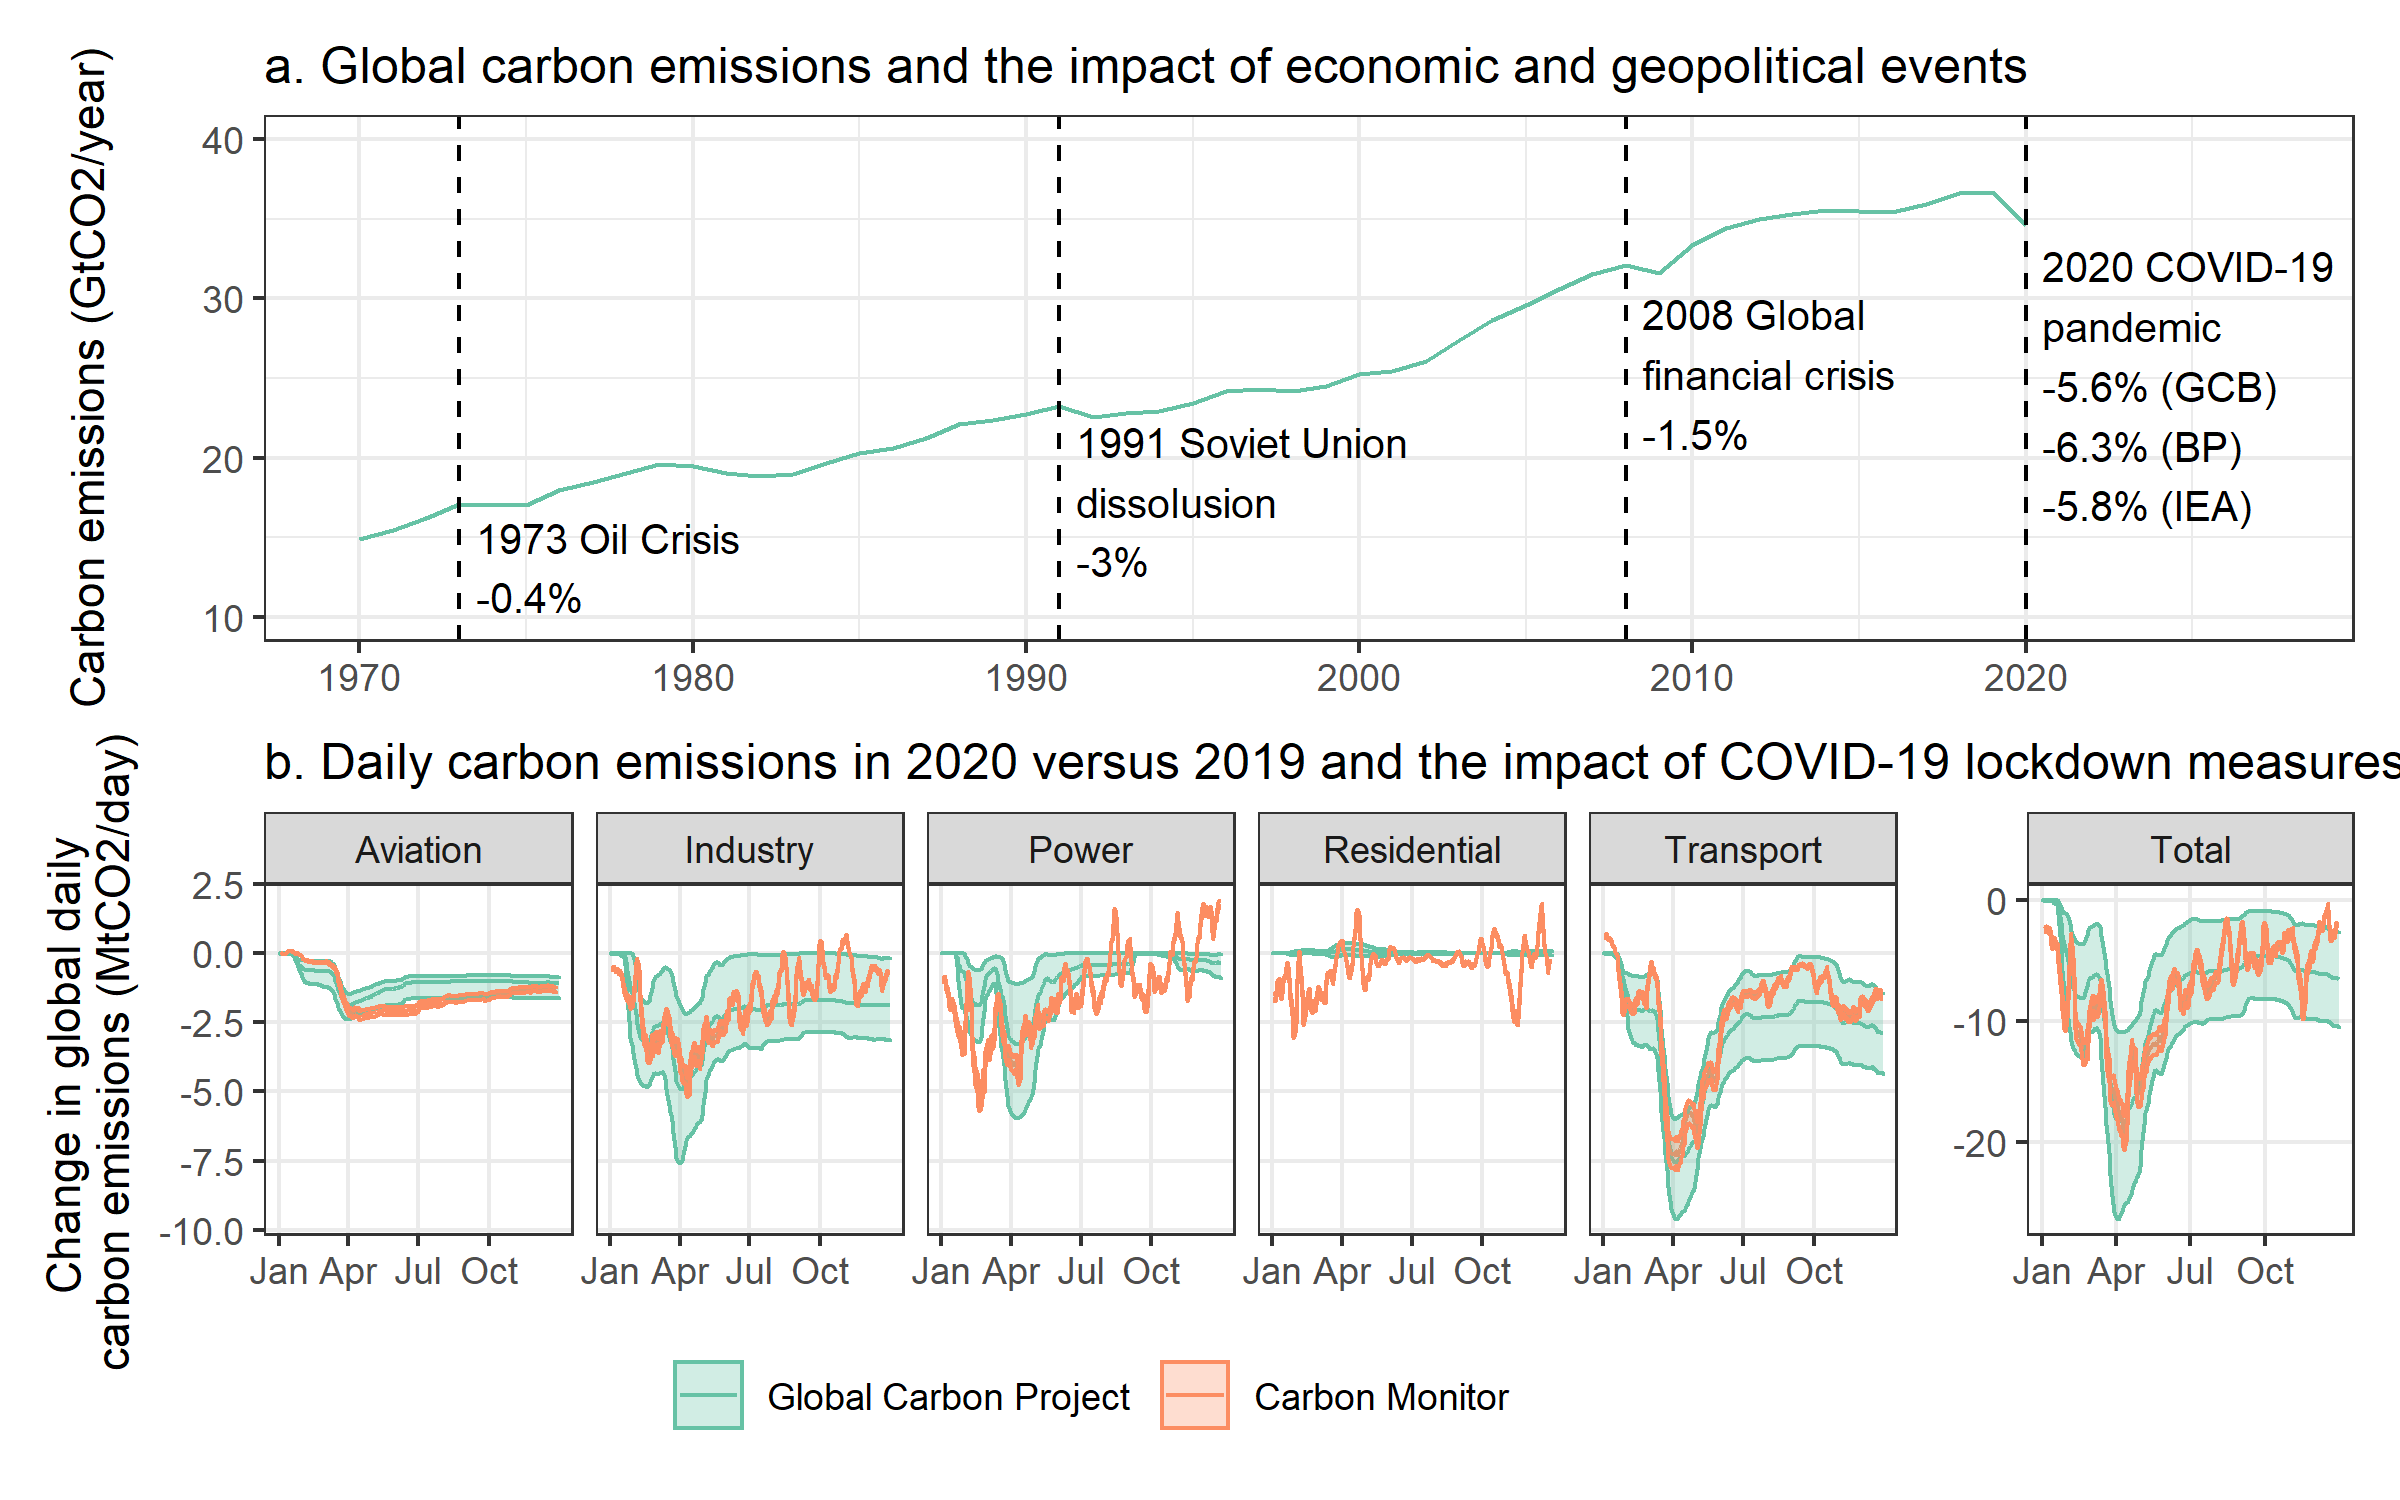 a. Global carbon emissions and the impact of economic and geopolitical events
Carbon emissions (GtCO2/year)
40
30
20
10
1973 Oil Crisis
-0.4%
1991 Soviet Union
dissolusion
-3%
2008 Global
financial crisis
-1.5%
2020 COVID-19
pandemic
-5.6% (GCB)
-6.3% (BP)
-5.8% (IEA)
1970 1980 1990 2000 2010 2020
b. Daily carbon emissions in 2020 versus 2019 and the impact of COVID-19 lockdown measures
Change in global daily
carbon emissions (MtCO2/day)
Aviation Industry Power Residential Transport Total
2.5
0.0
-2.5
-5.0
-7.5
-10.0
0
-10
-20
Jan Apr Jul Oct Jan Apr Jul Oct Jan Apr Jul Oct Jan Apr Jul Oct Jan Apr Jul Oct Jan Apr Jul Oct
Global Carbon Project Carbon Monitor